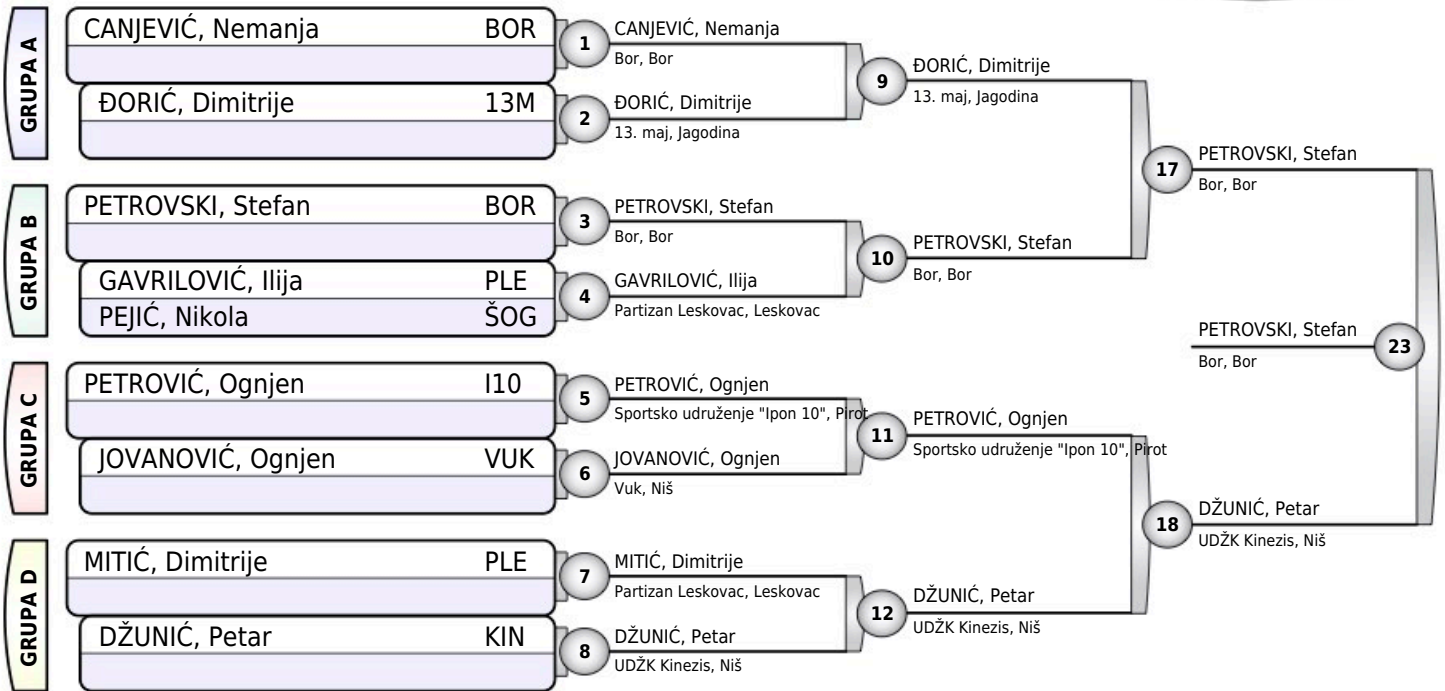 GRUPA A
CANJEVIĆ, Nemanja BOR
ĐORIĆ, Dimitrije 13M
1
CANJEVIĆ, Nemanja
Bor, Bor
2
ĐORIĆ, Dimitrije
13. maj, Jagodina
9
ĐORIĆ, Dimitrije
13. maj, Jagodina
GRUPA B
PETROVSKI, Stefan BOR
GAVRILOVIĆ, Ilija PLE
PEJIĆ, Nikola ŠOG
3
PETROVSKI, Stefan
Bor, Bor
4
GAVRILOVIĆ, Ilija
Partizan Leskovac, Leskovac
10
PETROVSKI, Stefan
Bor, Bor
17
PETROVSKI, Stefan
Bor, Bor
GRUPA C
PETROVIĆ, Ognjen I10
JOVANOVIĆ, Ognjen VUK
5
PETROVIĆ, Ognjen
Sportsko udruženje "Ipon 10", Pirot
6
JOVANOVIĆ, Ognjen
Vuk, Niš
11
PETROVIĆ, Ognjen
Sportsko udruženje "Ipon 10", Pirot
GRUPA D
MITIĆ, Dimitrije PLE
DŽUNIĆ, Petar KIN
7
MITIĆ, Dimitrije
Partizan Leskovac, Leskovac
8
DŽUNIĆ, Petar
UDŽK Kinezis, Niš
12
DŽUNIĆ, Petar
UDŽK Kinezis, Niš
18
DŽUNIĆ, Petar
UDŽK Kinezis, Niš
PETROVSKI, Stefan
Bor, Bor
23